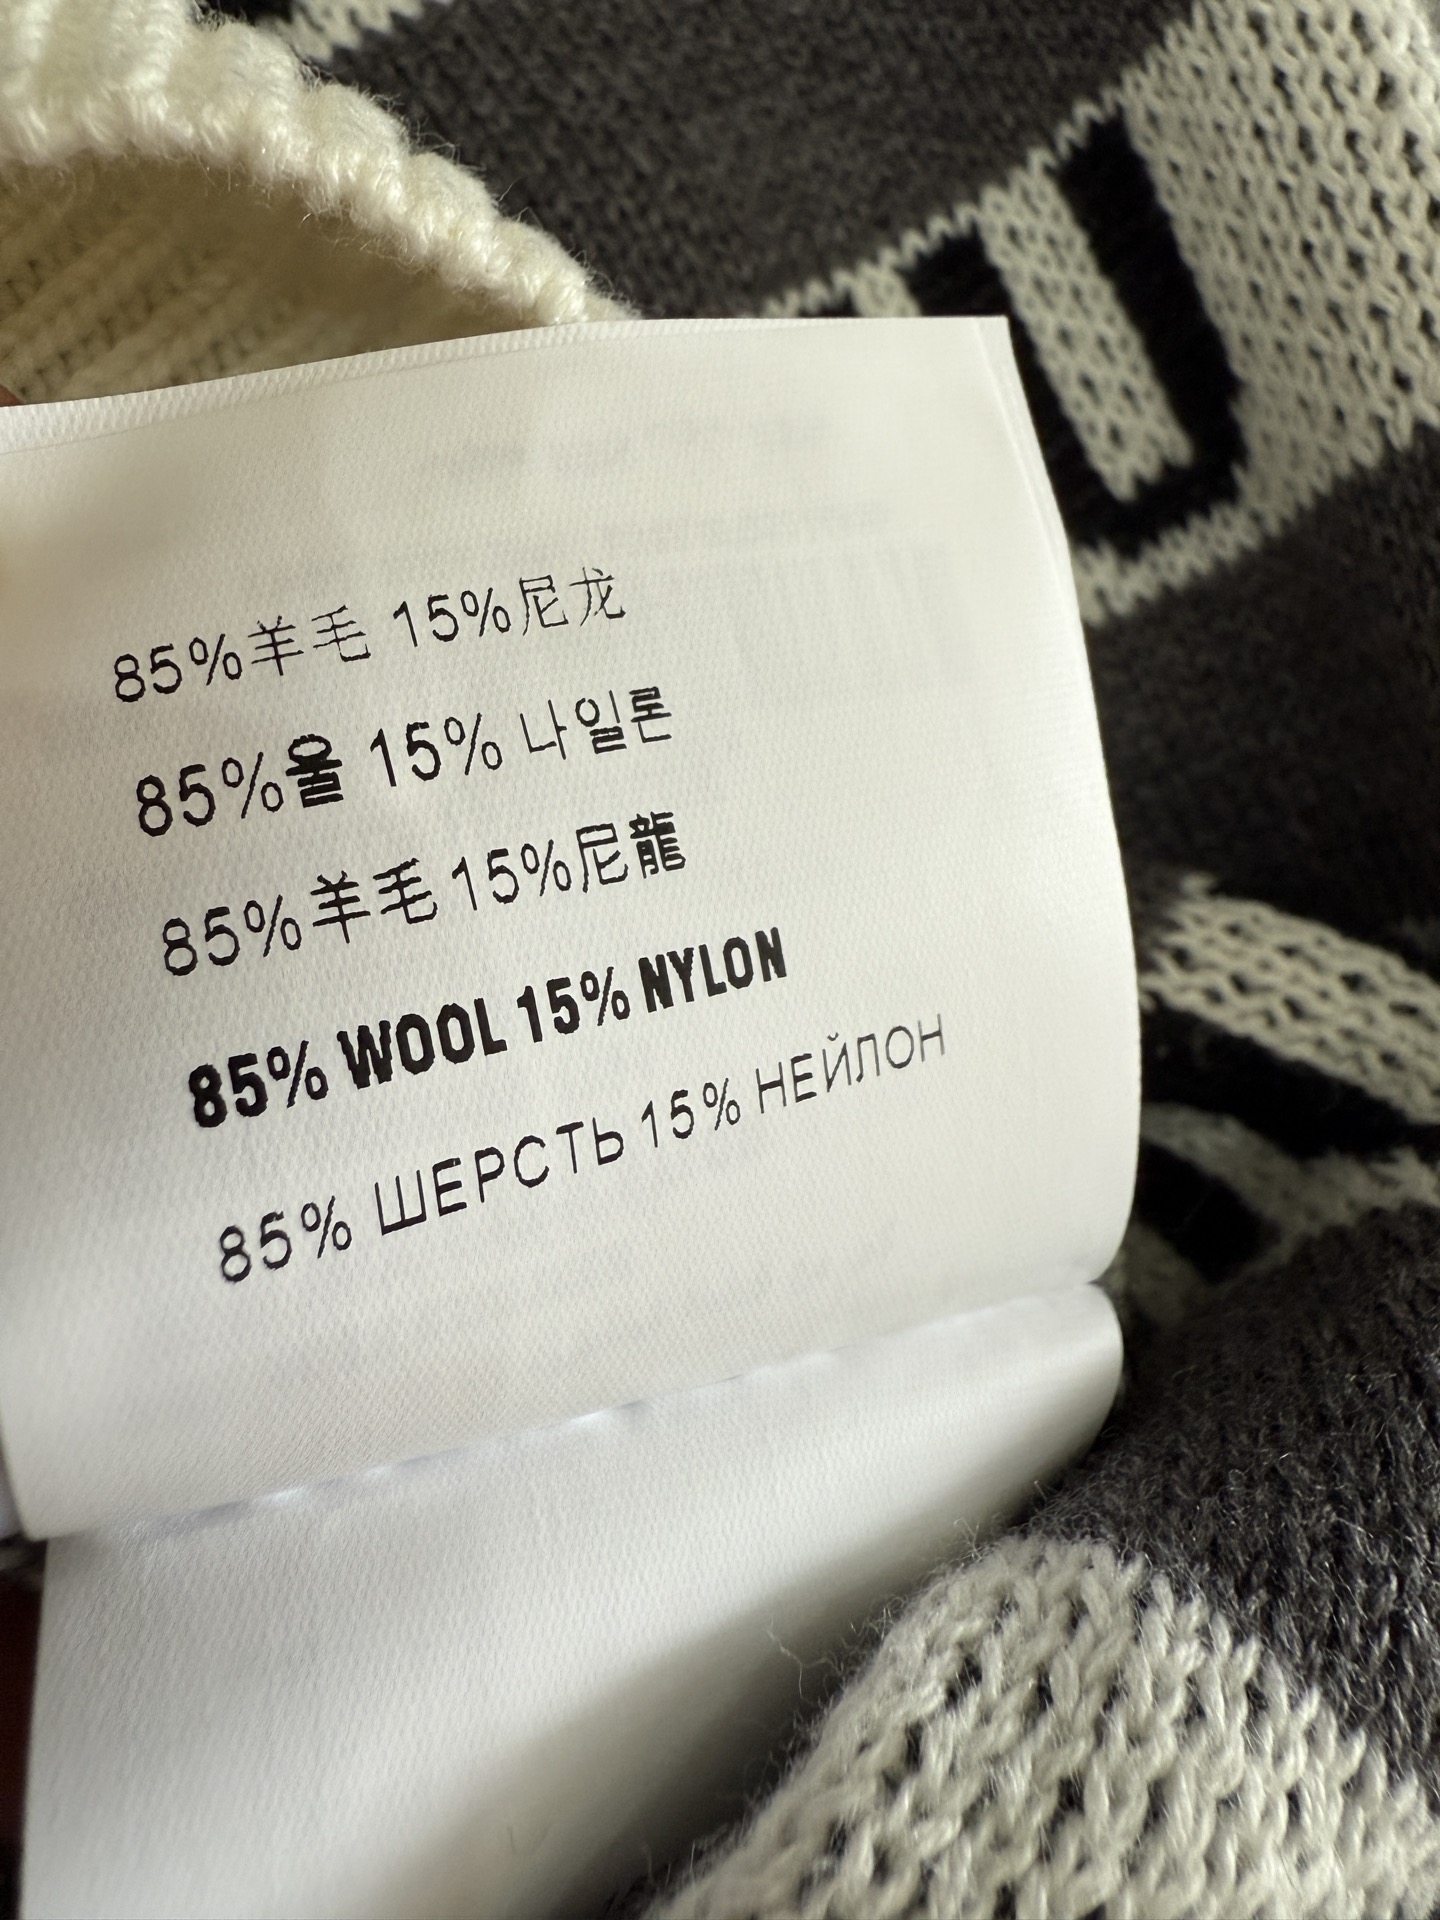 85%羊毛 15%尼龙
85%울 15% 나일론
85%羊毛 15%尼龍
85% WOOL 15% NYLON
85% ШЕРСТЬ 15% НЕЙЛОН